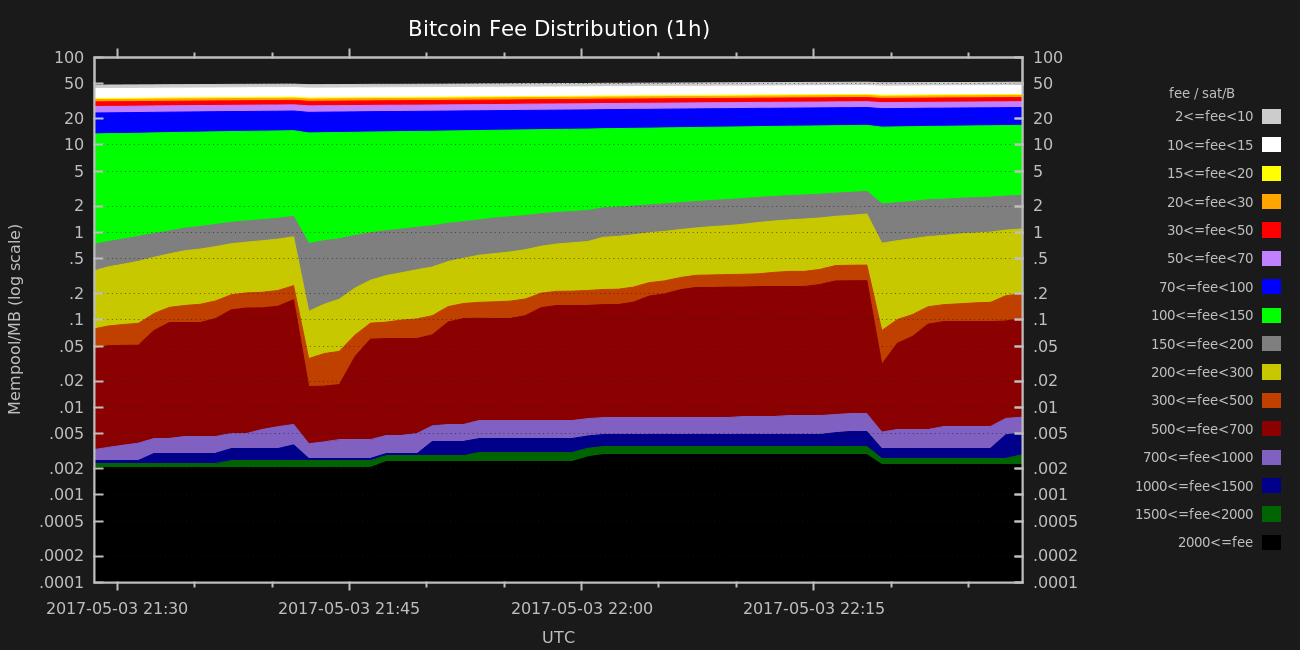 Bitcoin Fee Distribution (1h)
Mempool/MB (log scale)
100
50
20
10
5
2
1
.5
.2
.1
.05
.02
.01
.005
.002
.001
.0005
.0002
.0001
100
50
20
10
5
2
1
.5
.2
.1
.05
.02
.01
.005
.002
.001
.0005
.0002
.0001
2017-05-03 21:30
2017-05-03 21:45
2017-05-03 22:00
2017-05-03 22:15
UTC
fee / sat/B
2<=fee<10
10<=fee<15
15<=fee<20
20<=fee<30
30<=fee<50
50<=fee<70
70<=fee<100
100<=fee<150
150<=fee<200
200<=fee<300
300<=fee<500
500<=fee<700
700<=fee<1000
1000<=fee<1500
1500<=fee<2000
2000<=fee